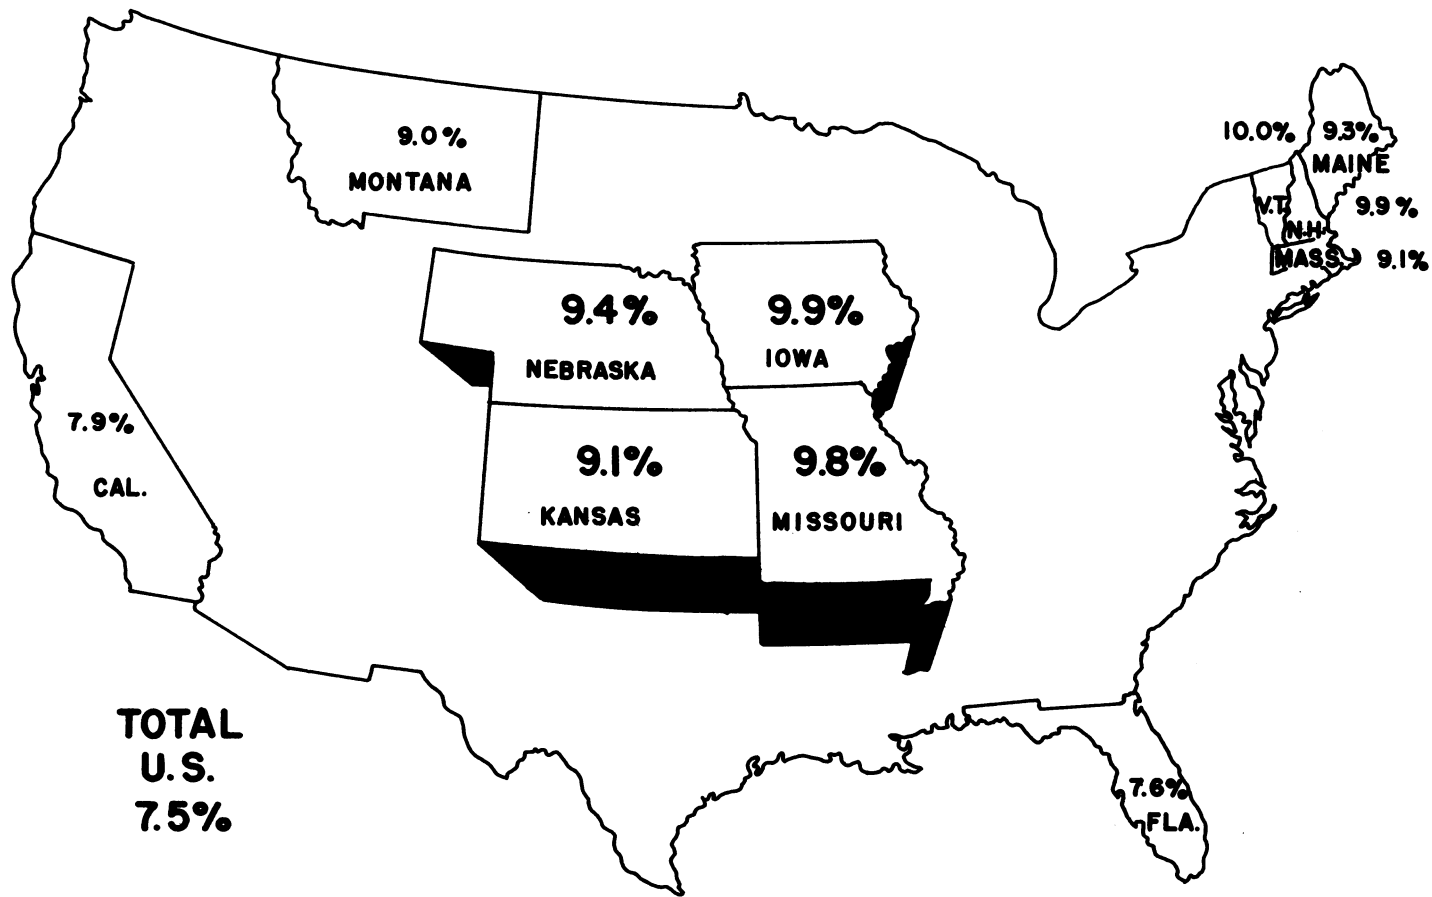 9.0%
MONTANA
10.0%
9.3%
MAINE
V.T.
9.9%
N.H.
MASS.
9.1%
9.4%
NEBRASKA
9.9%
IOWA
7.9%
CAL.
9.1%
KANSAS
9.8%
MISSOURI
TOTAL
U.S.
7.5%
7.6%
FLA.